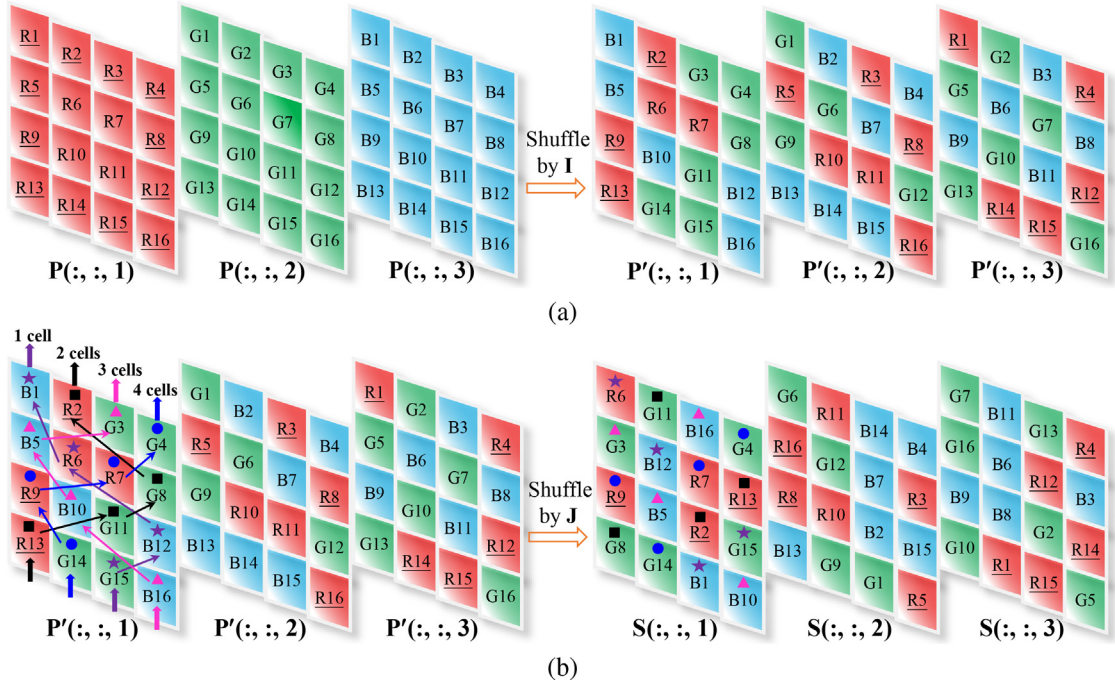 R1 R2 R3 R4
R5 R6 R7 R8
R9 R10 R11 R12
R13 R14 R15 R16
P(:, :, 1)
G1 G2 G3 G4
G5 G6 G7 G8
G9 G10 G11 G12
G13 G14 G15 G16
P(:, :, 2)
B1 B2 B3 B4
B5 B6 B7 B8
B9 B10 B11 B12
B13 B14 B15 B16
P(:, :, 3)
Shuffle
by I
B1 R2 G3 G4
B5 R6 R7 G8
R9 B10 G11 B12
R13 G14 G15 B16
P′(:, :, 1)
G1 B2 R3 B4
R5 G6 B7 R8
G9 R10 R11 G12
B13 B14 B15 R16
P′(:, :, 2)
R1 G2 B3 R4
G5 B6 G7 B8
B9 G10 B11 R12
G13 R14 R15 G16
P′(:, :, 3)
(a)
1 cell
2 cells
3 cells
4 cells
B1 R2 G3 G4
B5 R6 R7 G8
R9 B10 G11 B12
R13 G14 G15 B16
P′(:, :, 1)
G1 B2 R3 B4
R5 G6 B7 R8
G9 R10 R11 G12
B13 B14 B15 R16
P′(:, :, 2)
R1 G2 B3 R4
G5 B6 G7 B8
B9 G10 B11 R12
G13 R14 R15 G16
P′(:, :, 3)
Shuffle
by J
R6 G11 B16 G4
G3 B12 R7 R13
R9 B5 R2 G15
G8 G14 B1 B10
S(:, :, 1)
G6 R11 B14 B4
R16 G12 B7 R3
R8 R10 B2 B15
B13 G9 G1 R5
S(:, :, 2)
G7 B11 G13 R4
G16 B6 R12 B3
B9 B8 G2 R14
G10 R1 R15 G5
S(:, :, 3)
(b)